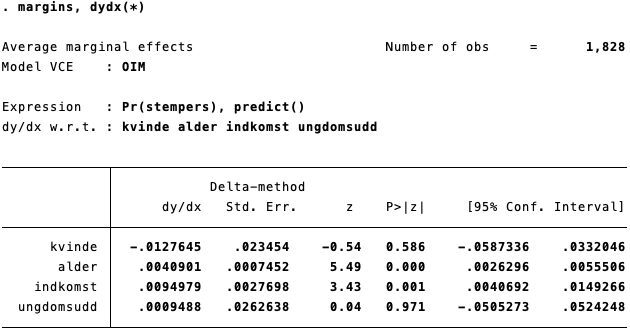 . margins, dydx(*)
Average marginal effects Number of obs = 1,828
Model VCE : OIM
Expression : Pr(stempers), predict()
dy/dx w.r.t. : kvinde alder indkomst ungdomsudd
Delta-method
dy/dx Std. Err. z P>|z| [95% Conf. Interval]
kvinde -.0127645 .023454 -0.54 0.586 -.0587336 .0332046
alder .0040901 .0007452 5.49 0.000 .0026296 .0055506
indkomst .0094979 .0027698 3.43 0.001 .0040692 .0149266
ungdomsudd .0009488 .0262638 0.04 0.971 -.0505273 .0524248